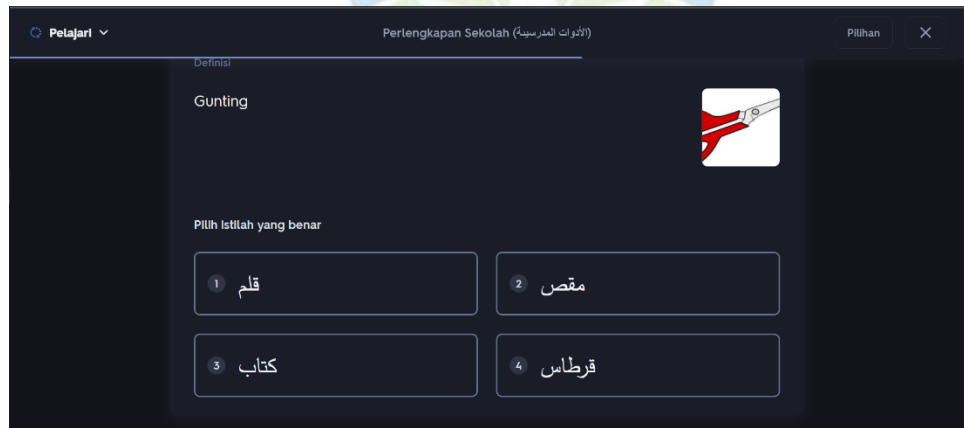 Pelajari
Perlengkapan Sekolah (الأدوات المدرسية)
Pilihan
Definisi
Gunting
Pilih istilah yang benar
1 قلم
2 مقص
3 كتاب
4 قرطاس